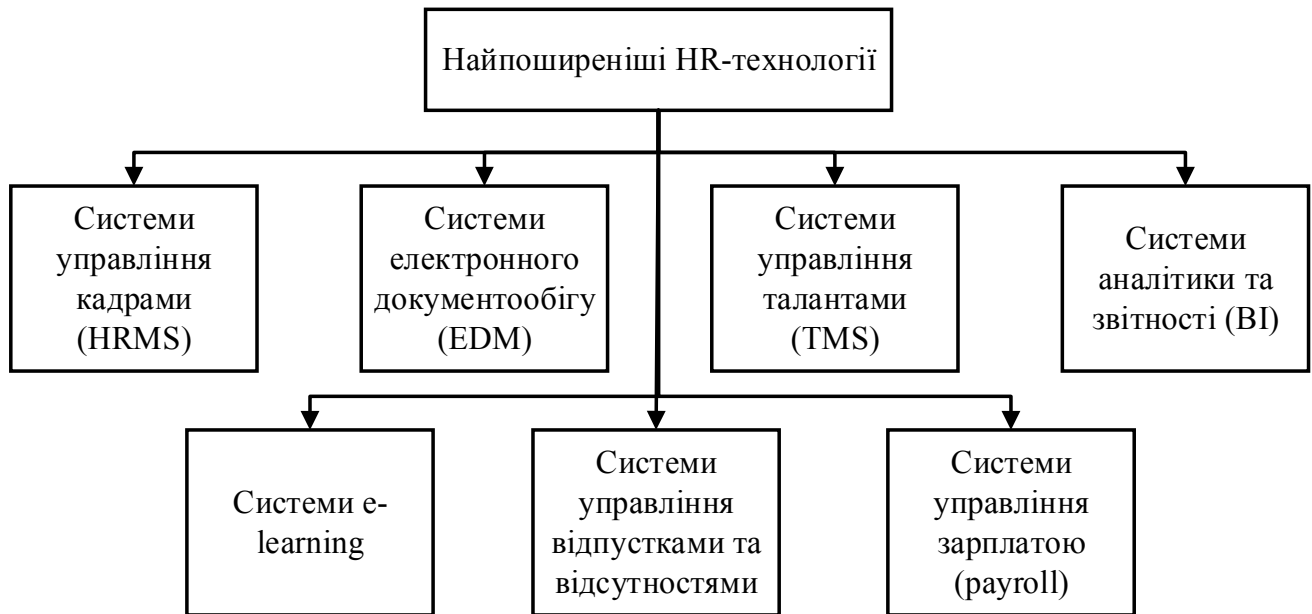 Найпоширеніші HR-технології
Системи
управління
кадрами
(HRMS)
Системи
електронного
документообігу
(EDM)
Системи
управління
талантами
(TMS)
Системи
аналітики та
звітності (BI)
Системи e-
learning
Системи
управління
відпустками та
відсутностями
Системи
управління
зарплатою
(payroll)